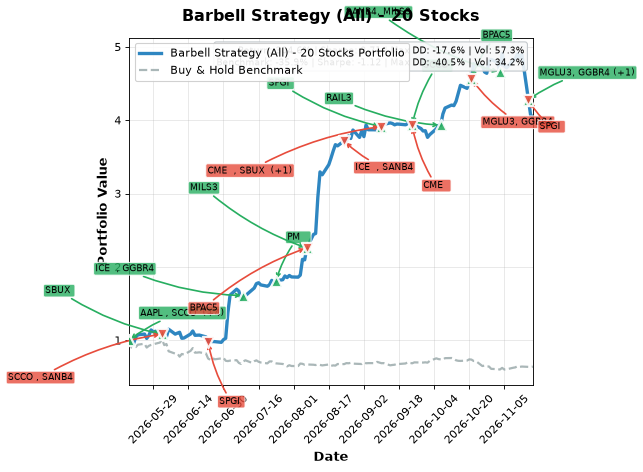 Barbell Strategy (All) - 20 Stocks
SANB4, MILS3
BPAC5
Barbell Strategy (All) - 20 Stocks Portfolio
Buy & Hold Benchmark
DD: -17.6% | Vol: 57.3%
DD: -40.5% | Vol: 34.2%
MGLU3, GGBR4 (+1)
SPGI
RAIL3
MGLU3, GGBR4
SPGI
CME , SBUX (+1)
ICE , SANB4
CME
MILS3
PM
ICE , GGBR4
SBUX
AAPL , SCCO
BPAC5
SCCO , SANB4
SPGI
5
4
3
1
Portfolio Value
2026-05-29
2026-06-14
2026-06-
2026-07-16
2026-08-01
2026-08-17
2026-09-02
2026-09-18
2026-10-04
2026-10-20
2026-11-05
Date